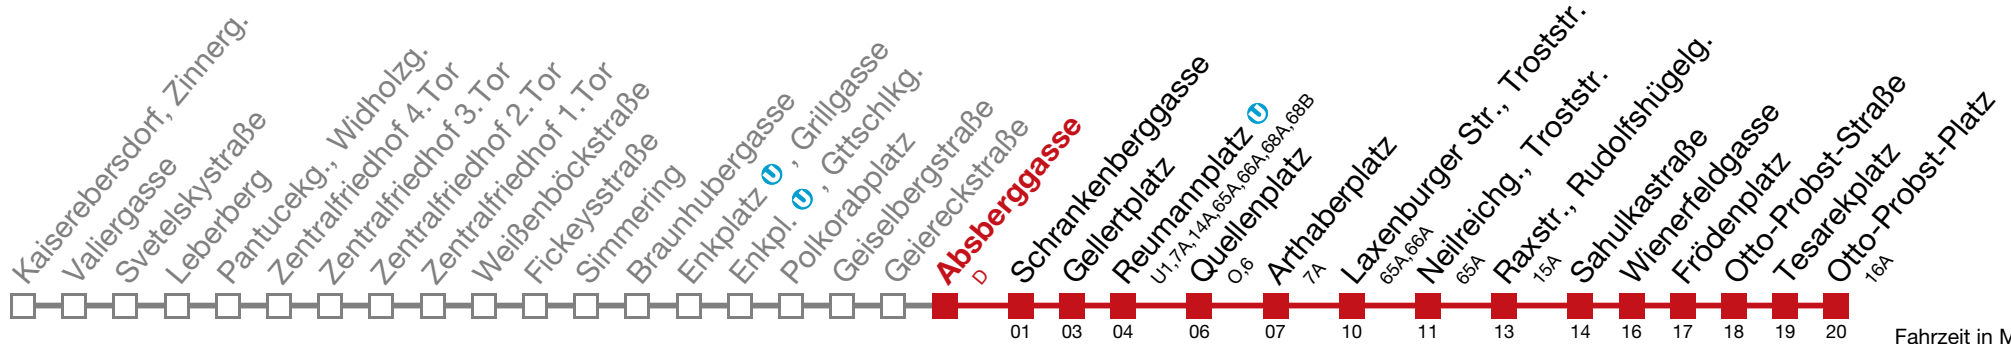 Kaiserebersdorf, Zinnerg.
Valiergasse
Svetelskystraße
Leberberg
Pantucekg., Widholzg.
Zentralfriedhof 4.Tor
Zentralfriedhof 3.Tor
Zentralfriedhof 2.Tor
Zentralfriedhof 1.Tor
Weißenböckstraße
Fickeysstraße
Simmering
Braunhubergasse
Enkplatz U , Grillgasse
Enkpl. U , Gttschlkg.
Polkorabplatz
Geiselbergstraße
Geiereckstraße
Absberggasse
D
Schrankenberggasse
Gellertplatz
Reumannplatz U
U1,7A,14A,65A,66A,68A,68B
Quellenplatz
O,6
Arthaberplatz
7A
Laxenburger Str., Troststr.
65A,66A
Neilreichg., Troststr.
65A
Raxstr., Rudolfshügelg.
15A
Sahulkastraße
Wienerfeldgasse
Frödenplatz
Otto-Probst-Straße
Tesarekplatz
Otto-Probst-Platz
16A
01 03 04 06 07 10 11 13 14 16 17 18 19 20
Fahrzeit in M